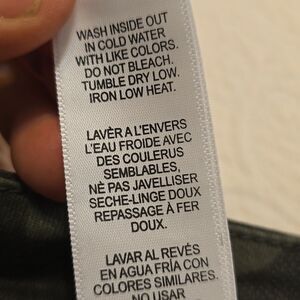 WASH INSIDE OUT
IN COLD WATER
WITH LIKE COLORS.
DO NOT BLEACH.
TUMBLE DRY LOW.
IRON LOW HEAT.
LAVÈR A L'ENVERS
L'EAU FROIDE AVEC
DES COULERUS
SEMBLABLES,
NÈ PAS JAVELLISER
SECHE-LINGE DOUX
REPASSAGE À FER
DOUX.
LAVAR AL REVÉS
EN AGUA FRÍA CON
COLORES SIMILARES.
NO USAR